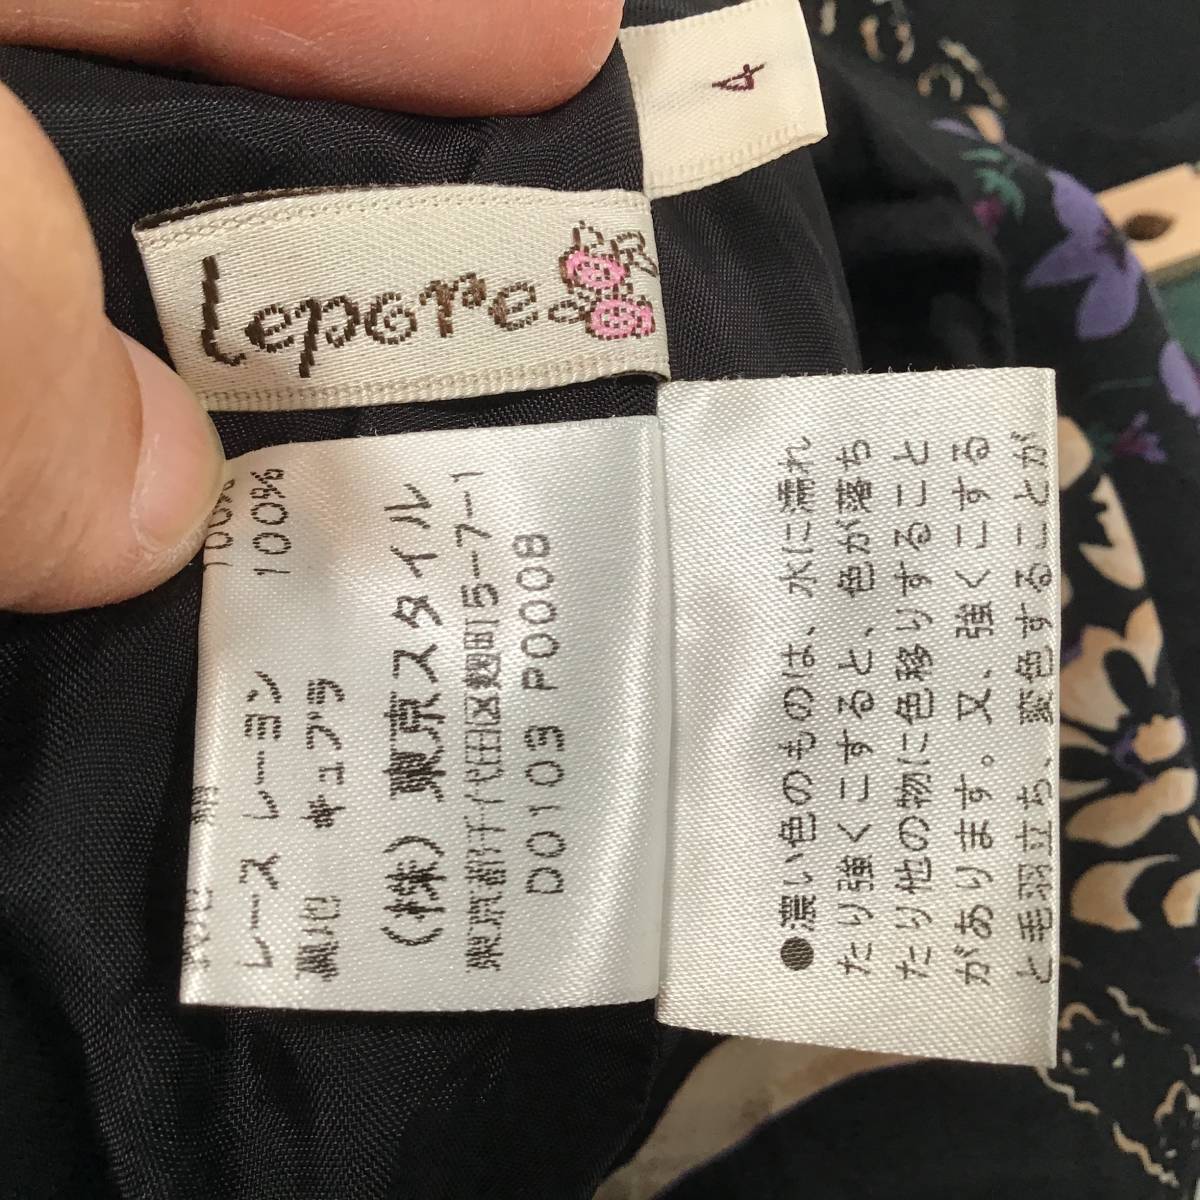 4
Lepore
100%
レース レーヨン 100%
裏地 キュプラ
(株) 東京スタイル
東京都千代田区麹町5-7-1
D0103 P0008
●濃い色のものは、水に濡れ
たり強くこすると、色が落ち
たり他の物に色移りすること
があります。又、強くこする
と毛羽立ち、変色することが